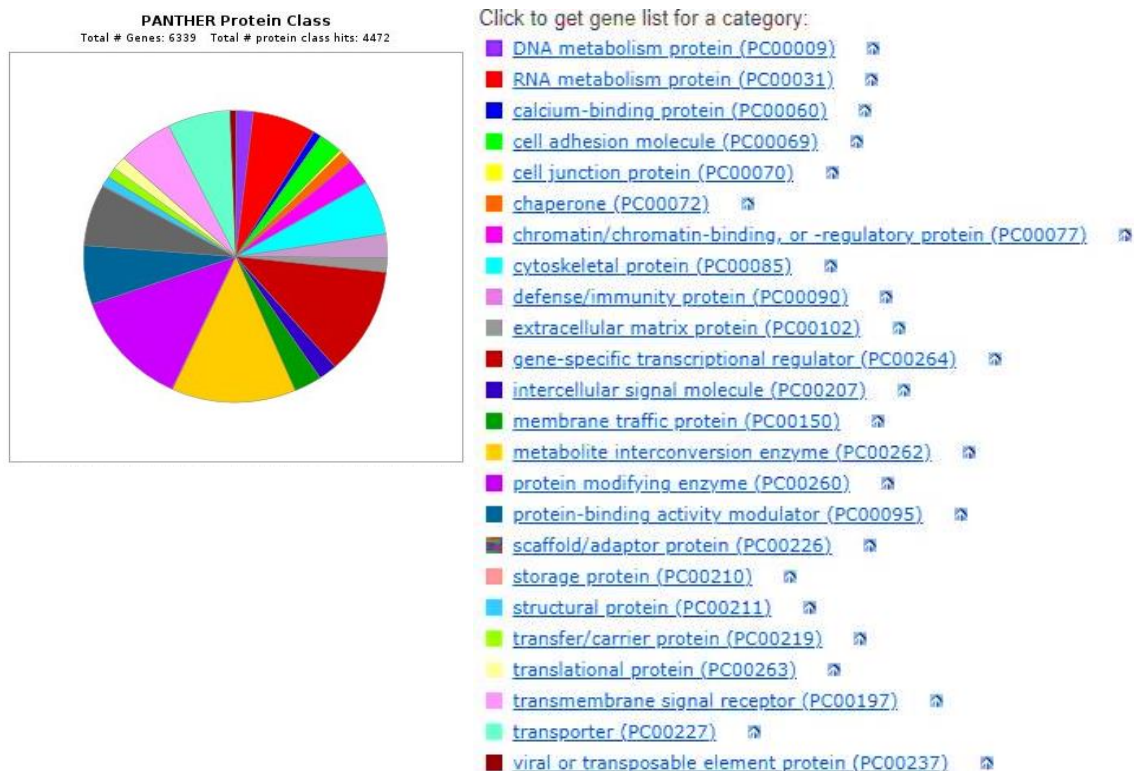 PANTHER Protein Class
Total # Genes: 6339 Total # protein class hits: 4472
Click to get gene list for a category:
DNA metabolism protein (PC00009)
RNA metabolism protein (PC00031)
calcium-binding protein (PC00060)
cell adhesion molecule (PC00069)
cell junction protein (PC00070)
chaperone (PC00072)
chromatin/chromatin-binding, or -regulatory protein (PC00077)
cytoskeletal protein (PC00085)
defense/immunity protein (PC00090)
extracellular matrix protein (PC00102)
gene-specific transcriptional regulator (PC00264)
intercellular signal molecule (PC00207)
membrane traffic protein (PC00150)
metabolite interconversion enzyme (PC00262)
protein modifying enzyme (PC00260)
protein-binding activity modulator (PC00095)
scaffold/adaptor protein (PC00226)
storage protein (PC00210)
structural protein (PC00211)
transfer/carrier protein (PC00219)
translational protein (PC00263)
transmembrane signal receptor (PC00197)
transporter (PC00227)
viral or transposable element protein (PC00237)